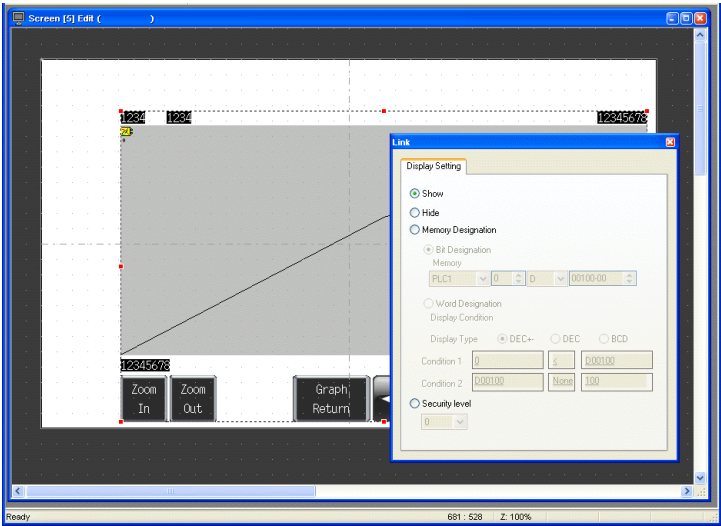 Screen [5] Edit ( )
1234 1234 12345678
Link
Display Setting
Show
Hide
Memory Designation
Bit Designation
Memory
PLC1 0 D 00100-00
Word Designation
Display Condition
Display Type DEC+- DEC BCD
Condition 1 0 ≤ D00100
Condition 2 D00100 None 100
Security level
0
12345678
Zoom In
Zoom Out
Graph Return
Ready 681 : 528 Z: 100%